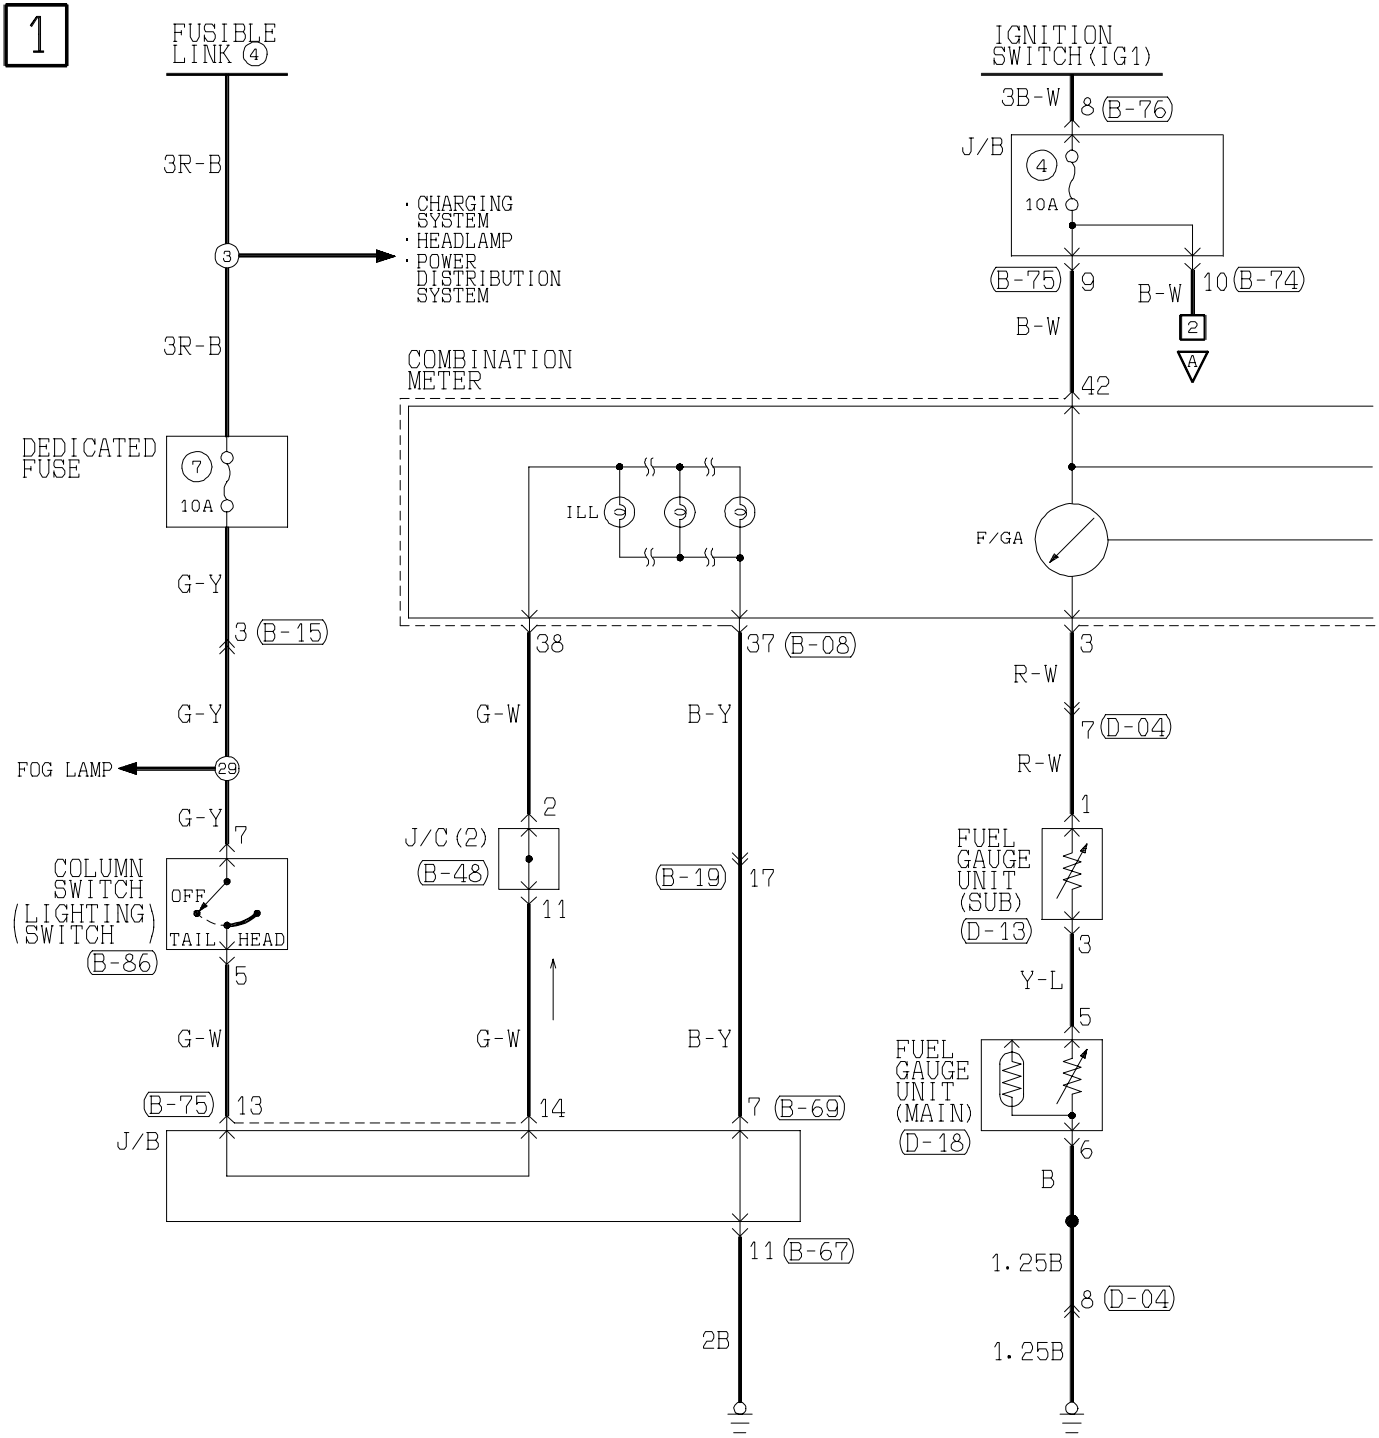 1
FUSIBLE
LINK ④
IGNITION
SWITCH(IG1)
3B-W
8 (B-76)
J/B
4
10A
3R-B
· CHARGING
SYSTEM
· HEADLAMP
· POWER
DISTRIBUTION
SYSTEM
3
(B-75) 9
10 (B-74)
B-W
B-W
2
A
3R-B
COMBINATION
METER
42
DEDICATED
FUSE
7
10A
ILL
F/GA
G-Y
3 (B-15)
38
37 (B-08)
3
R-W
G-Y
G-W
B-Y
7 (D-04)
FOG LAMP
29
R-W
G-Y
7
2
1
J/C(2)
(B-48)
11
(B-19) 17
FUEL
GAUGE
UNIT
(SUB)
(D-13)
3
COLUMN
SWITCH
(LIGHTING)
SWITCH
(B-86)
OFF
TAIL HEAD
5
Y-L
5
G-W
G-W
B-Y
FUEL
GAUGE
UNIT
(MAIN)
(D-18)
6
(B-75) 13
14
7 (B-69)
J/B
B
11 (B-67)
1.25B
8 (D-04)
2B
1.25B